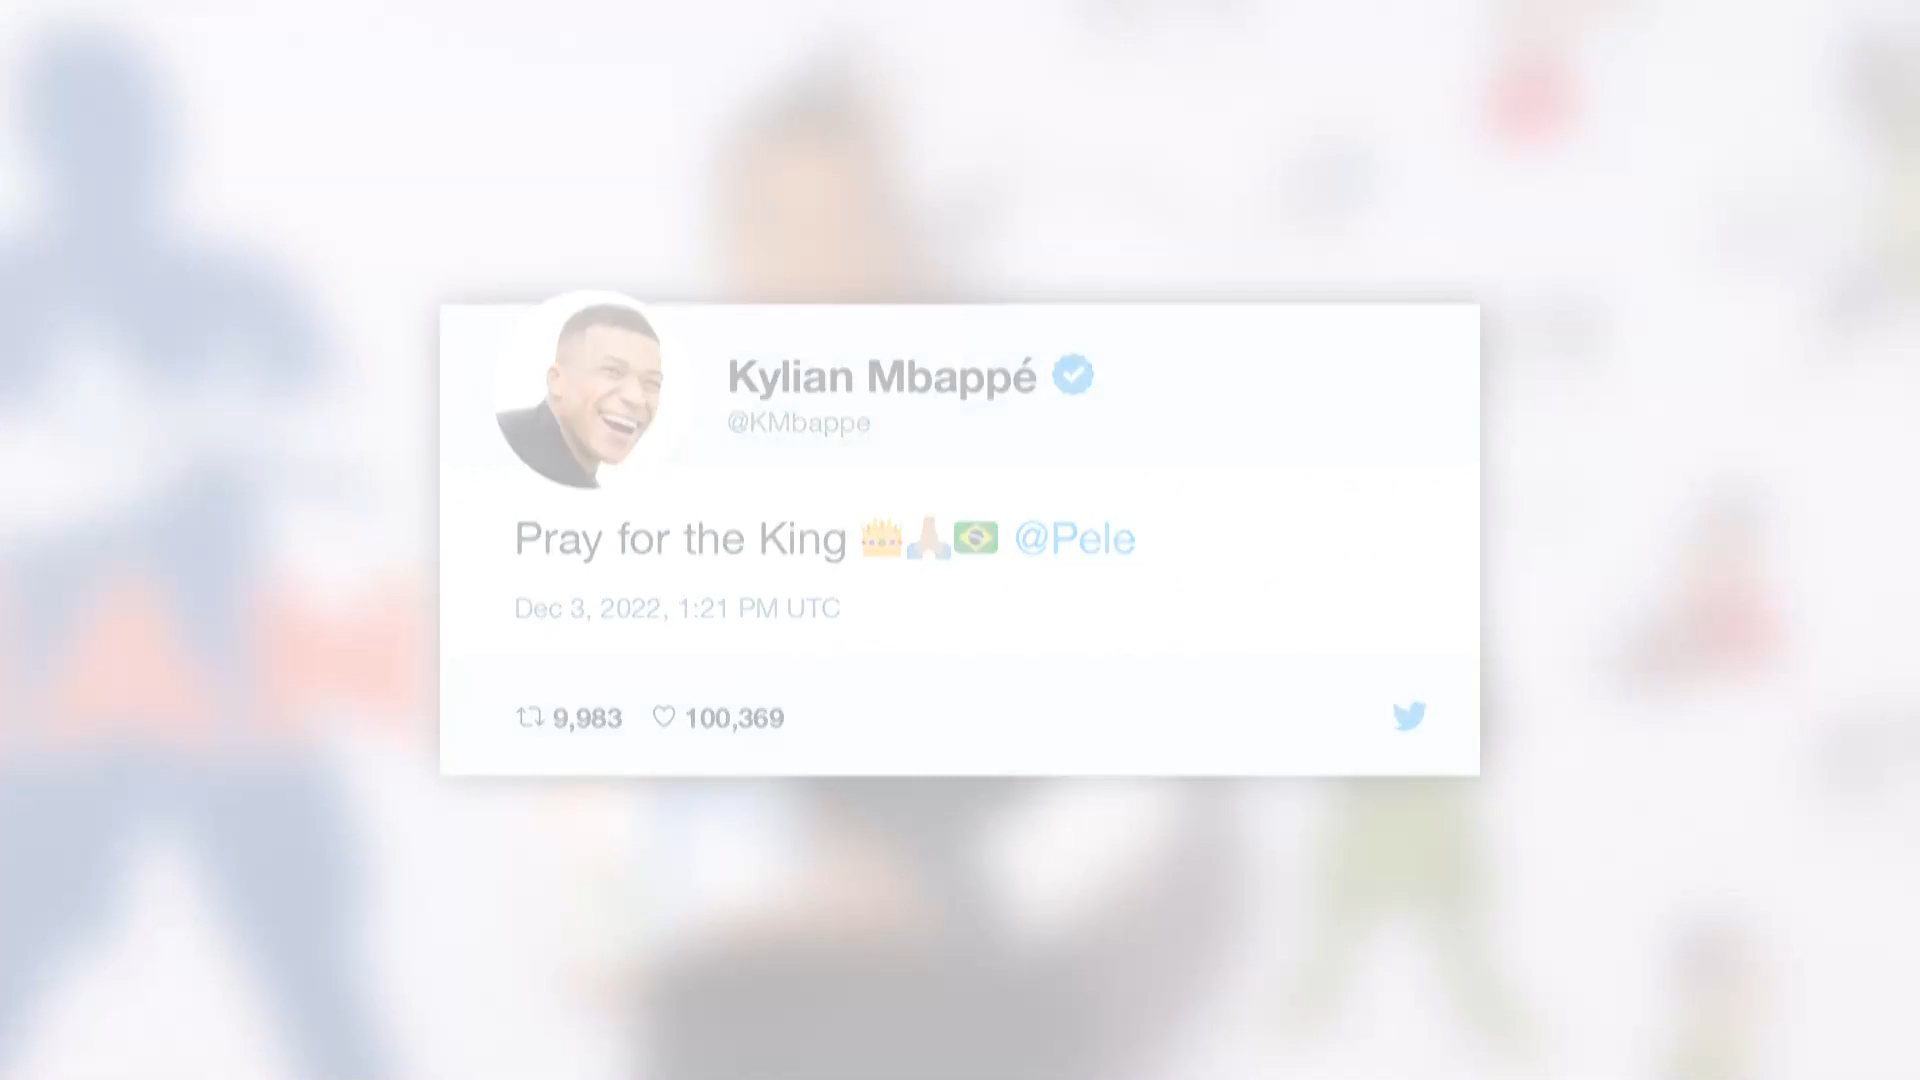 Kylian Mbappé
@KMbappe
Pray for the King 👑🙏🏽🇧🇷 @Pele
Dec 3, 2022, 1:21 PM UTC
9,983 100,369